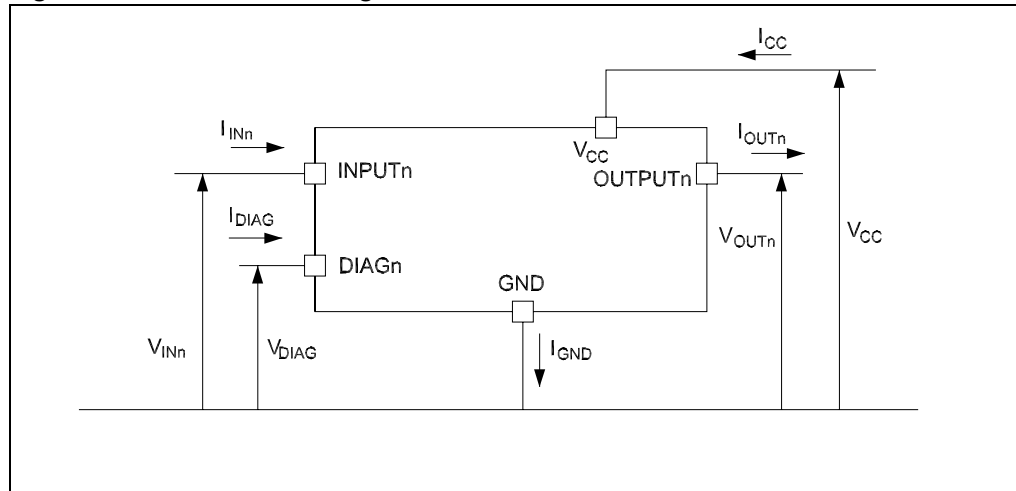 I_CC
I_INn
V_CC
I_OUTn
INPUTn
OUTPUTn
I_DIAG
V_OUTn
V_CC
DIAGn
GND
V_INn
V_DIAG
I_GND